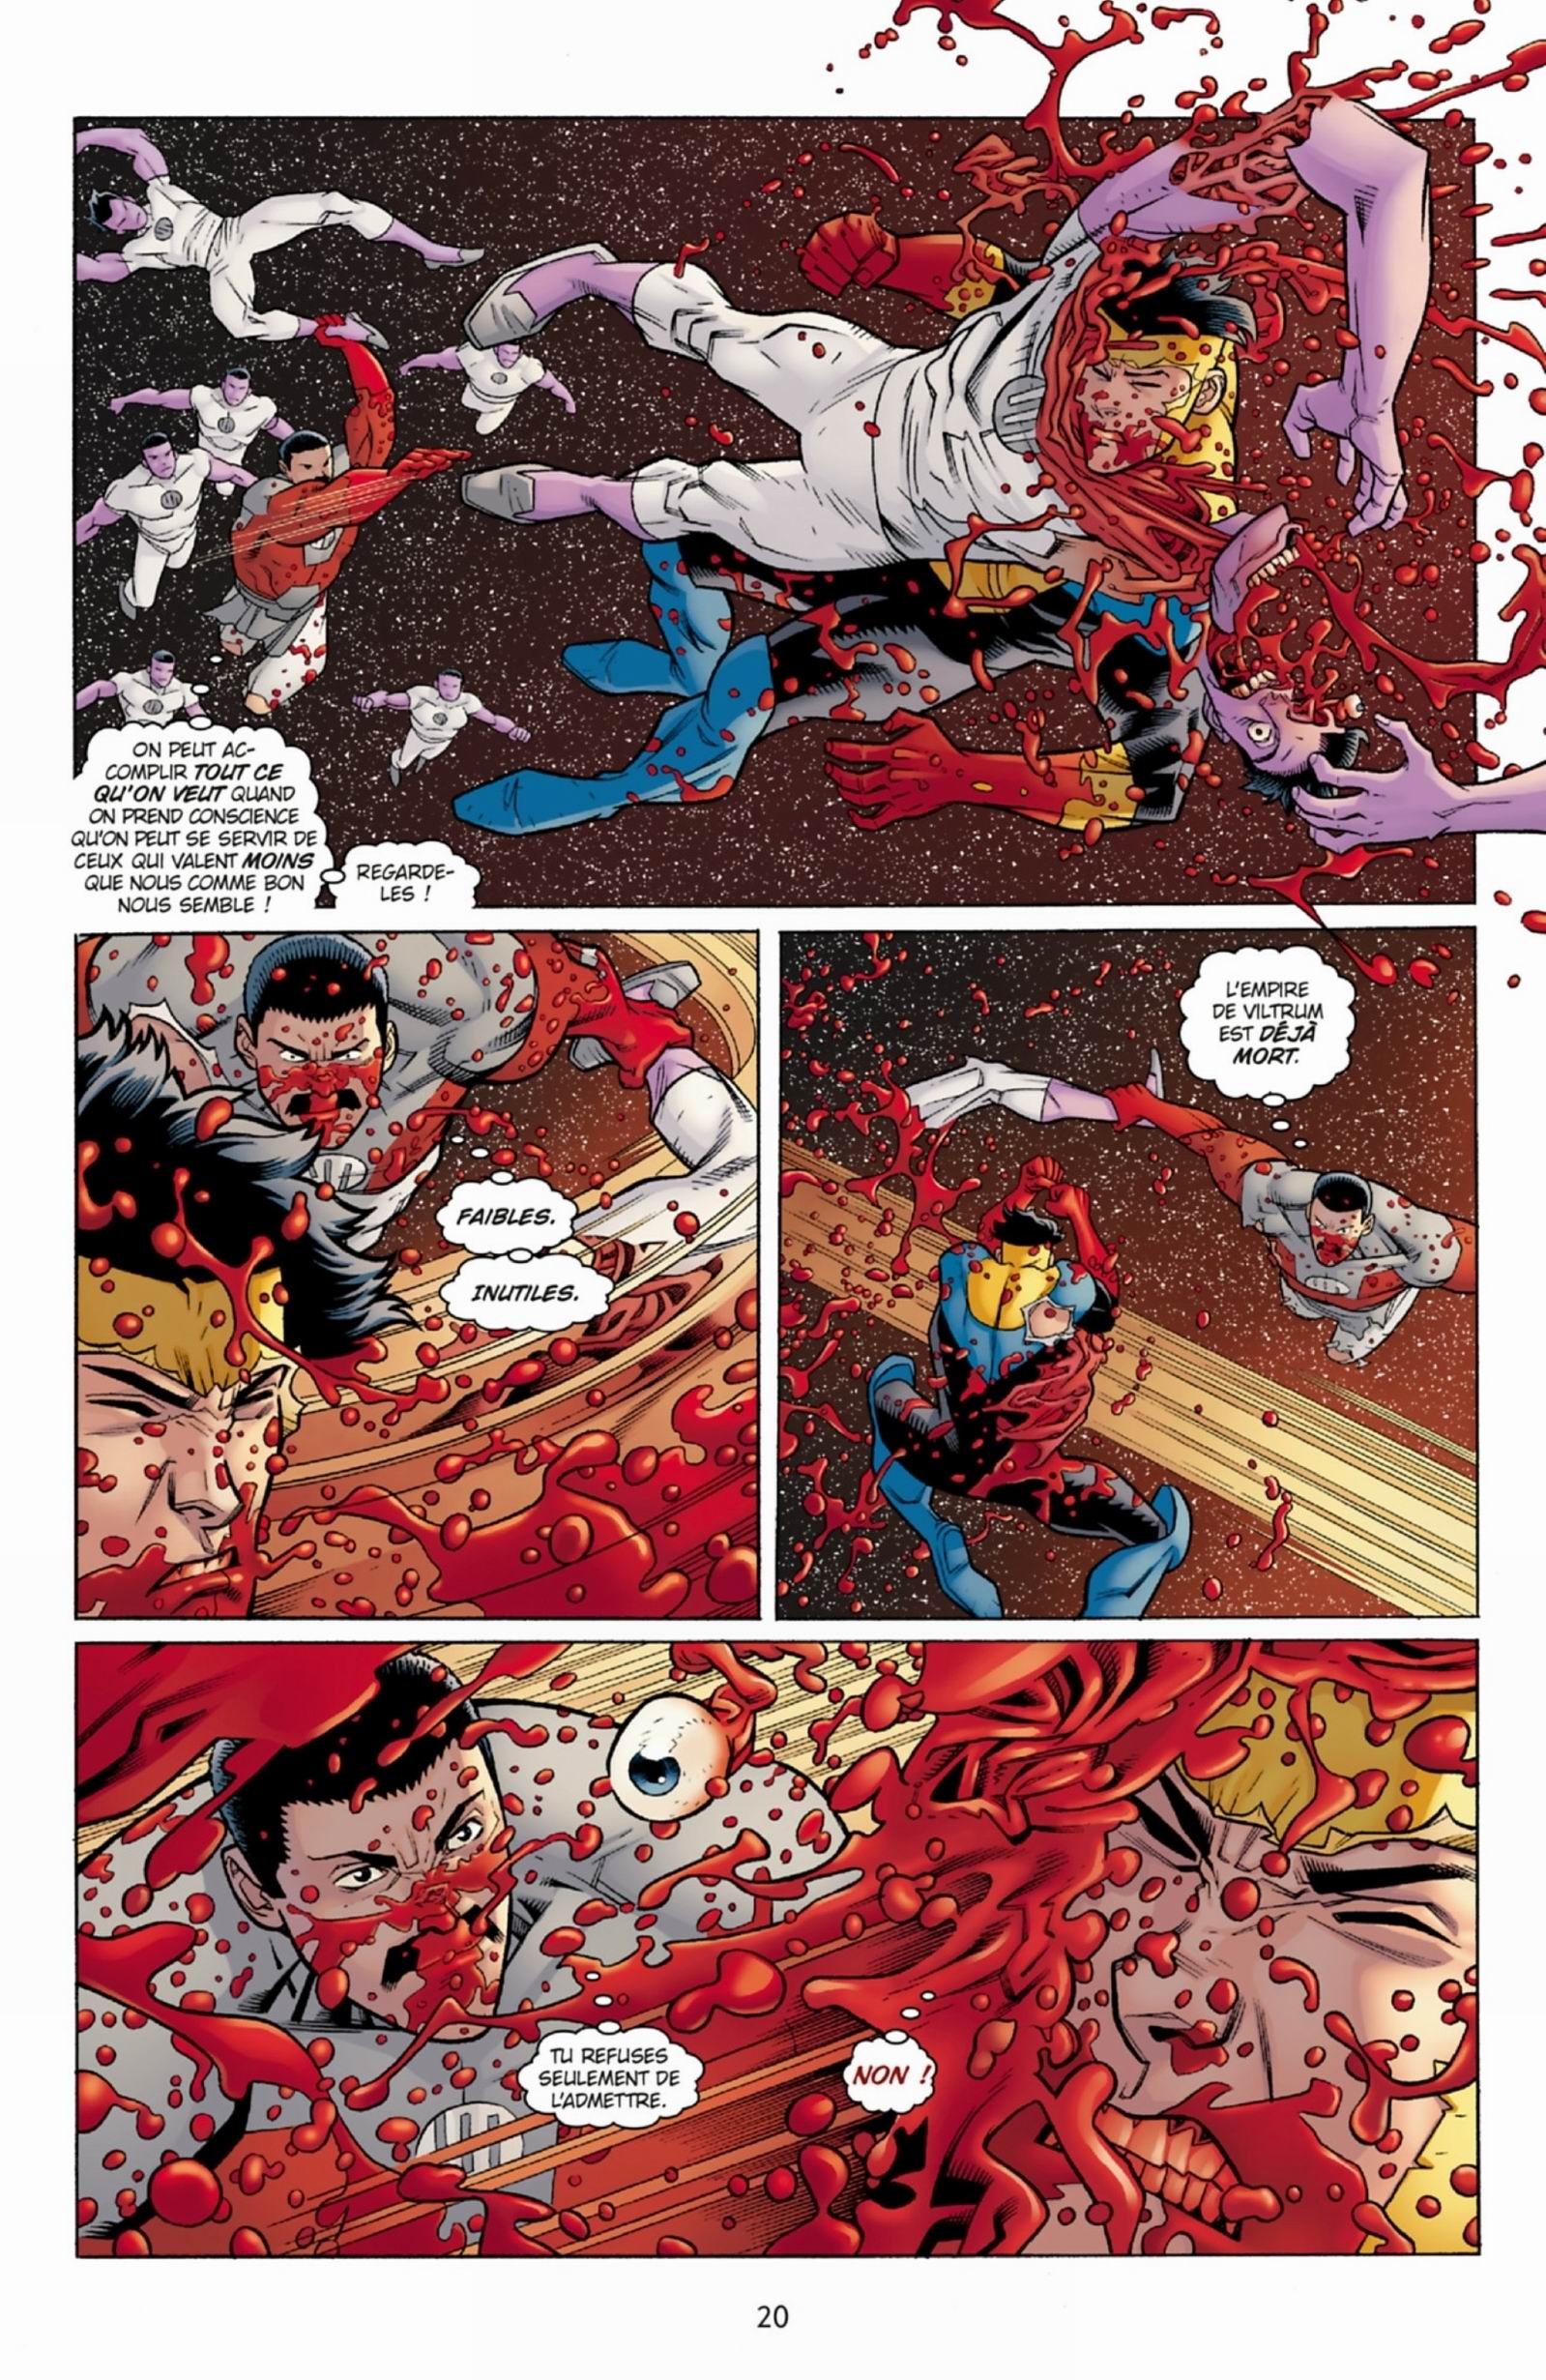 ON PEUT AC-
COMPLIR TOUT CE
QU'ON VEUT QUAND
ON PREND CONSCIENCE
QU'ON PEUT SE SERVIR DE
CEUX QUI VALENT MOINS
QUE NOUS COMME BON
NOUS SEMBLE !
REGARDE-
LES !
FAIBLES.
INUTILES.
L'EMPIRE
DE VILTRUM
EST DÉJÀ
MORT.
TU REFUSES
SEULEMENT DE
L'ADMETTRE.
NON !
20